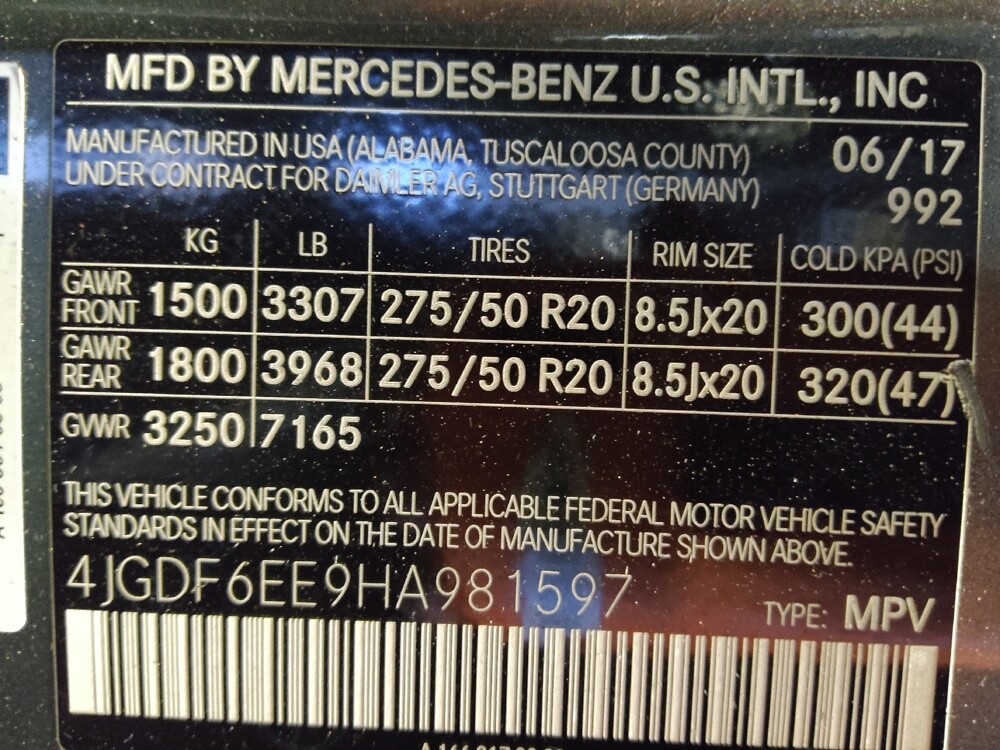 MFD BY MERCEDES-BENZ U.S. INTL., INC
MANUFACTURED IN USA (ALABAMA, TUSCALOOSA COUNTY) 06/17
UNDER CONTRACT FOR DAIMLER AG, STUTTGART (GERMANY) 992
KG LB TIRES RIM SIZE COLD KPA (PSI)
GAWR FRONT 1500 3307 275/50 R20 8.5Jx20 300(44)
GAWR REAR 1800 3968 275/50 R20 8.5Jx20 320(47)
GVWR 3250 7165
THIS VEHICLE CONFORMS TO ALL APPLICABLE FEDERAL MOTOR VEHICLE SAFETY
STANDARDS IN EFFECT ON THE DATE OF MANUFACTURE SHOWN ABOVE.
4JGDF6EE9HA981597 TYPE: MPV